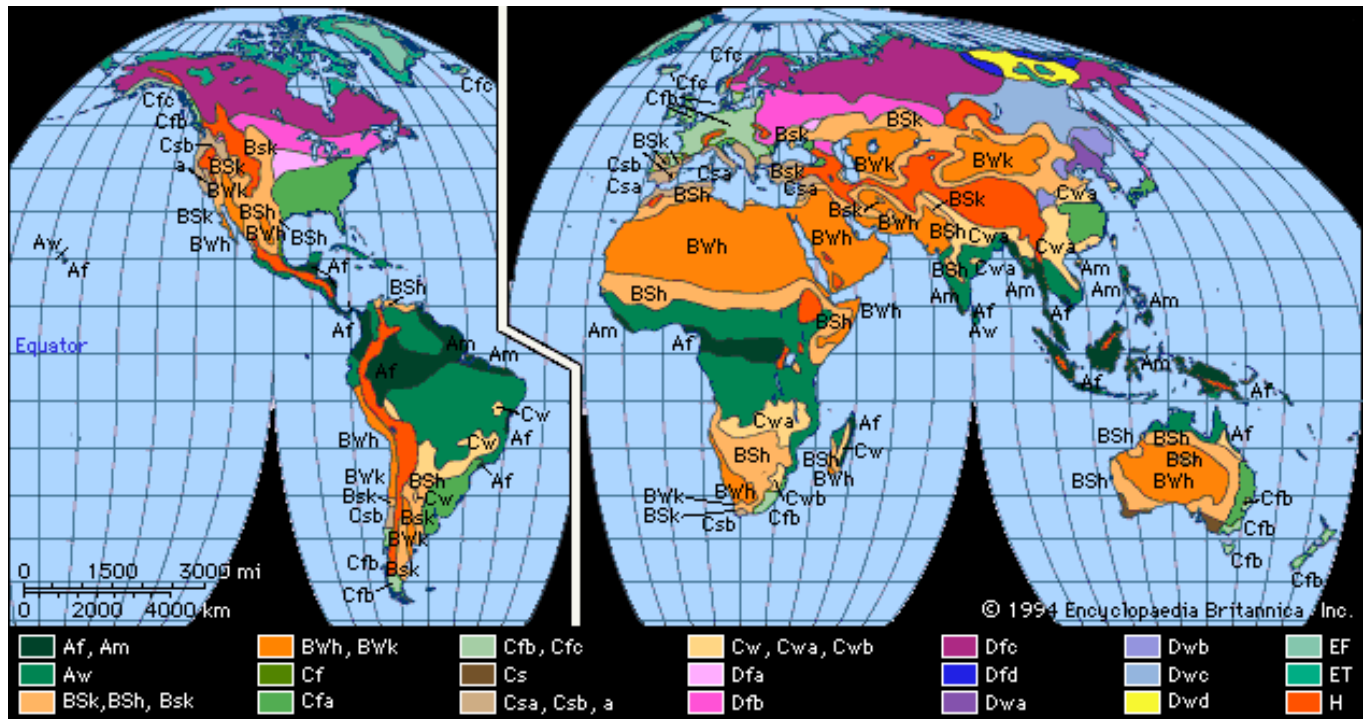 Cfc
Cfc
Cfb
Csb
a
Bsk
BSk
BWk
BSk
BSh
BWh
BWh
BSh
Aw
Af
Af
BSh
Af
Equator
Am
Am
Af
Cw
BWh
Cw
Af
BWk
BSh
Af
Bsk
Cw
Csb
Bsk
BWk
Cfb
Bsk
Cfb
0 1500 3000 mi
0 2000 4000 km
Cfc
Cfc
Cfb
BSk
Bsk
BSk
Csb
BWk
BWk
Csa
Bsk
Csa
Csa
BSh
Cwa
Bsk
BSk
BWh
BWh
BWh
BSh
Cwa
Cwa
BSh
Cwa
Am
BSh
Am
Am
Am
Am
BWh
Af
Af
Am
Af
BSh
Aw
Am
Af
Af
Cwa
Af
BSh
BSh
Af
BSh
Cw
BSh
BSh
BWh
BSh
BWh
BWh
BWk
Cwb
Cfb
BSk
Csb
Cfb
Cfb
Cfb
Cfb
© 1994 Encyclopaedia Britannica, Inc.
Af, Am
BWh, BWk
Cfb, Cfc
Cw, Cwa, Cwb
Dfc
Dwb
EF
Aw
Cf
Cs
Dfa
Dfd
Dwc
ET
BSk,BSh, Bsk
Cfa
Csa, Csb, a
Dfb
Dwa
Dwd
H